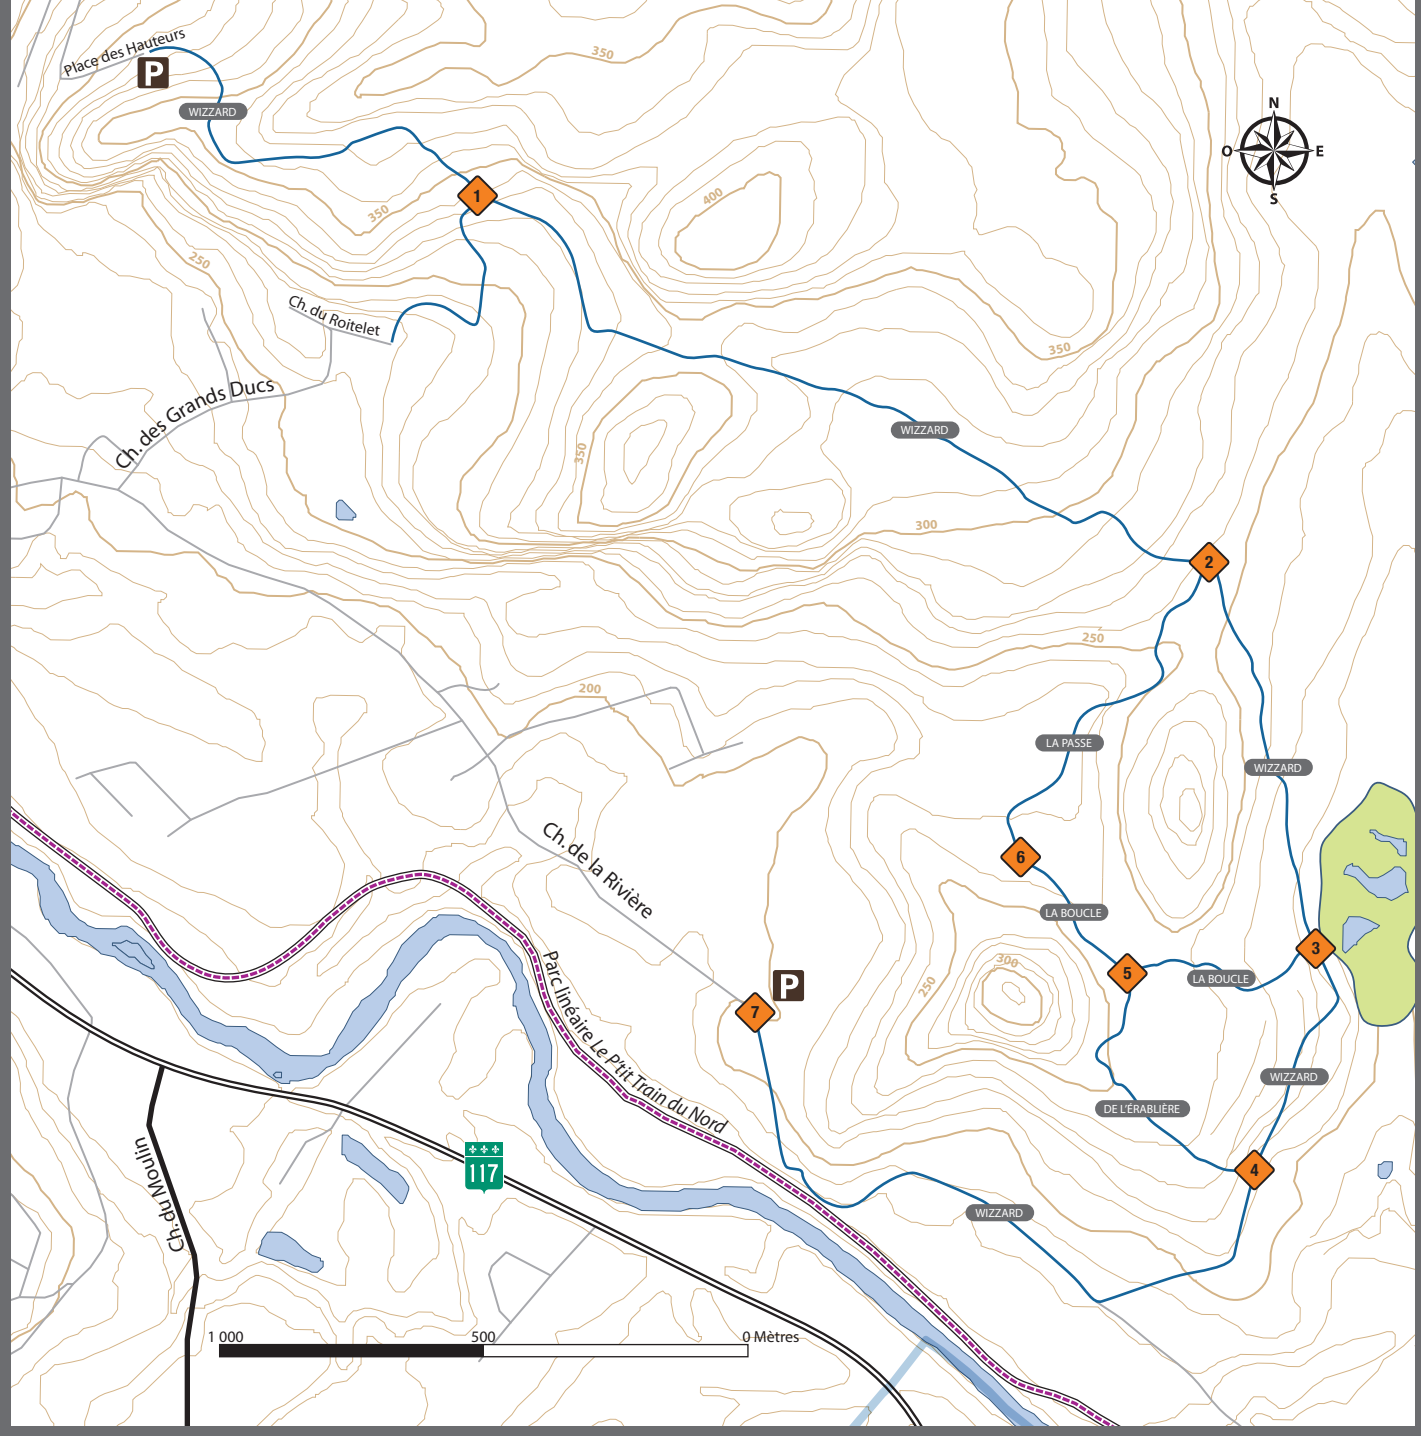 350
Place des Hauteurs
P
WIZZARD
N
O
E
S
1
400
350
250
Ch. du Roitelet
350
Ch. des Grands Ducs
WIZZARD
350
300
2
250
200
LA PASSE
WIZZARD
Ch. de la Rivière
6
LA BOUCLE
3
5
LA BOUCLE
300
250
P
7
Parc linéaire Le P'tit Train du Nord
WIZZARD
DE L'ÉRABLIÈRE
4
117
Ch. du Moulin
WIZZARD
1 000
500
0 Mètres